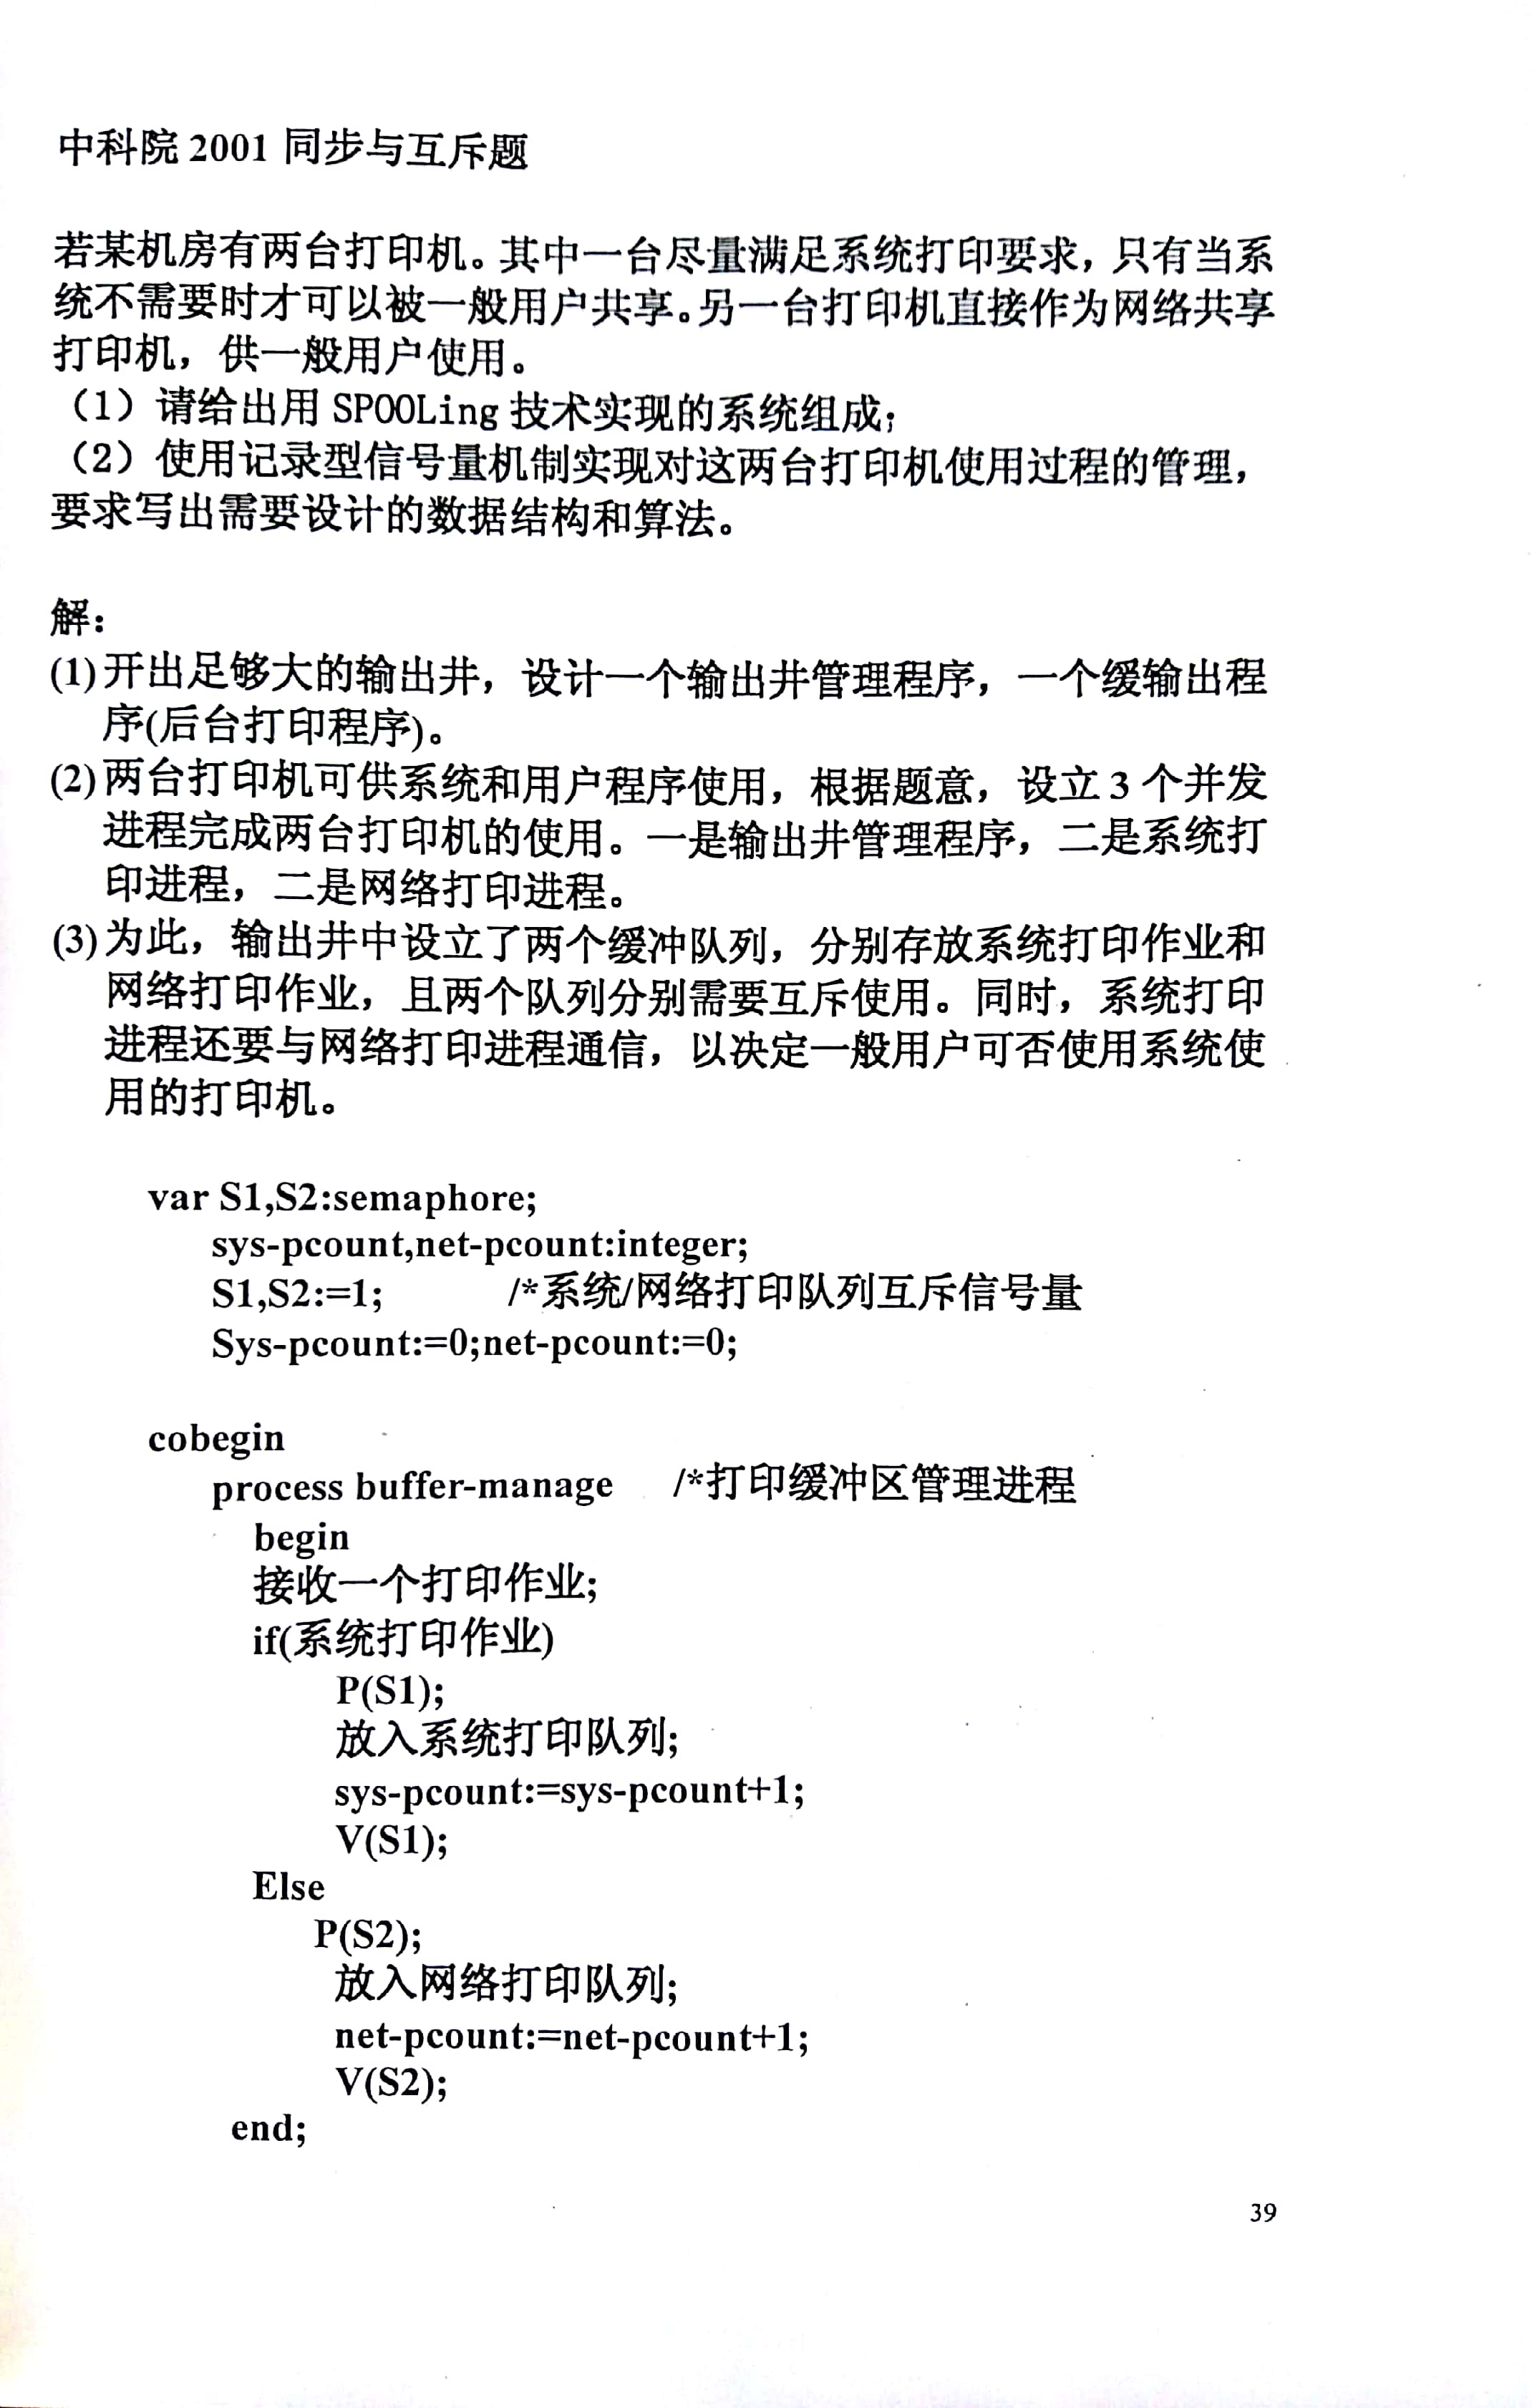 中科院 2001 同步与互斥题
若某机房有两台打印机。其中一台尽量满足系统打印要求，只有当系
统不需要时才可以被一般用户共享。另一台打印机直接作为网络共享
打印机，供一般用户使用。
（1）请给出用 SPOOLing 技术实现的系统组成；
（2）使用记录型信号量机制实现对这两台打印机使用过程的管理，
要求写出需要设计的数据结构和算法。
解：
(1)开出足够大的输出井，设计一个输出井管理程序，一个缓输出程
序(后台打印程序)。
(2)两台打印机可供系统和用户程序使用，根据题意，设立 3 个并发
进程完成两台打印机的使用。一是输出井管理程序，二是系统打
印进程，二是网络打印进程。
(3)为此，输出井中设立了两个缓冲队列，分别存放系统打印作业和
网络打印作业，且两个队列分别需要互斥使用。同时，系统打印
进程还要与网络打印进程通信，以决定一般用户可否使用系统使
用的打印机。
var S1,S2:semaphore;
sys-pcount,net-pcount:integer;
S1,S2:=1; /*系统/网络打印队列互斥信号量
Sys-pcount:=0;net-pcount:=0;
cobegin
process buffer-manage /*打印缓冲区管理进程
begin
接收一个打印作业;
if(系统打印作业)
P(S1);
放入系统打印队列;
sys-pcount:=sys-pcount+1;
V(S1);
Else
P(S2);
放入网络打印队列;
net-pcount:=net-pcount+1;
V(S2);
end;
39